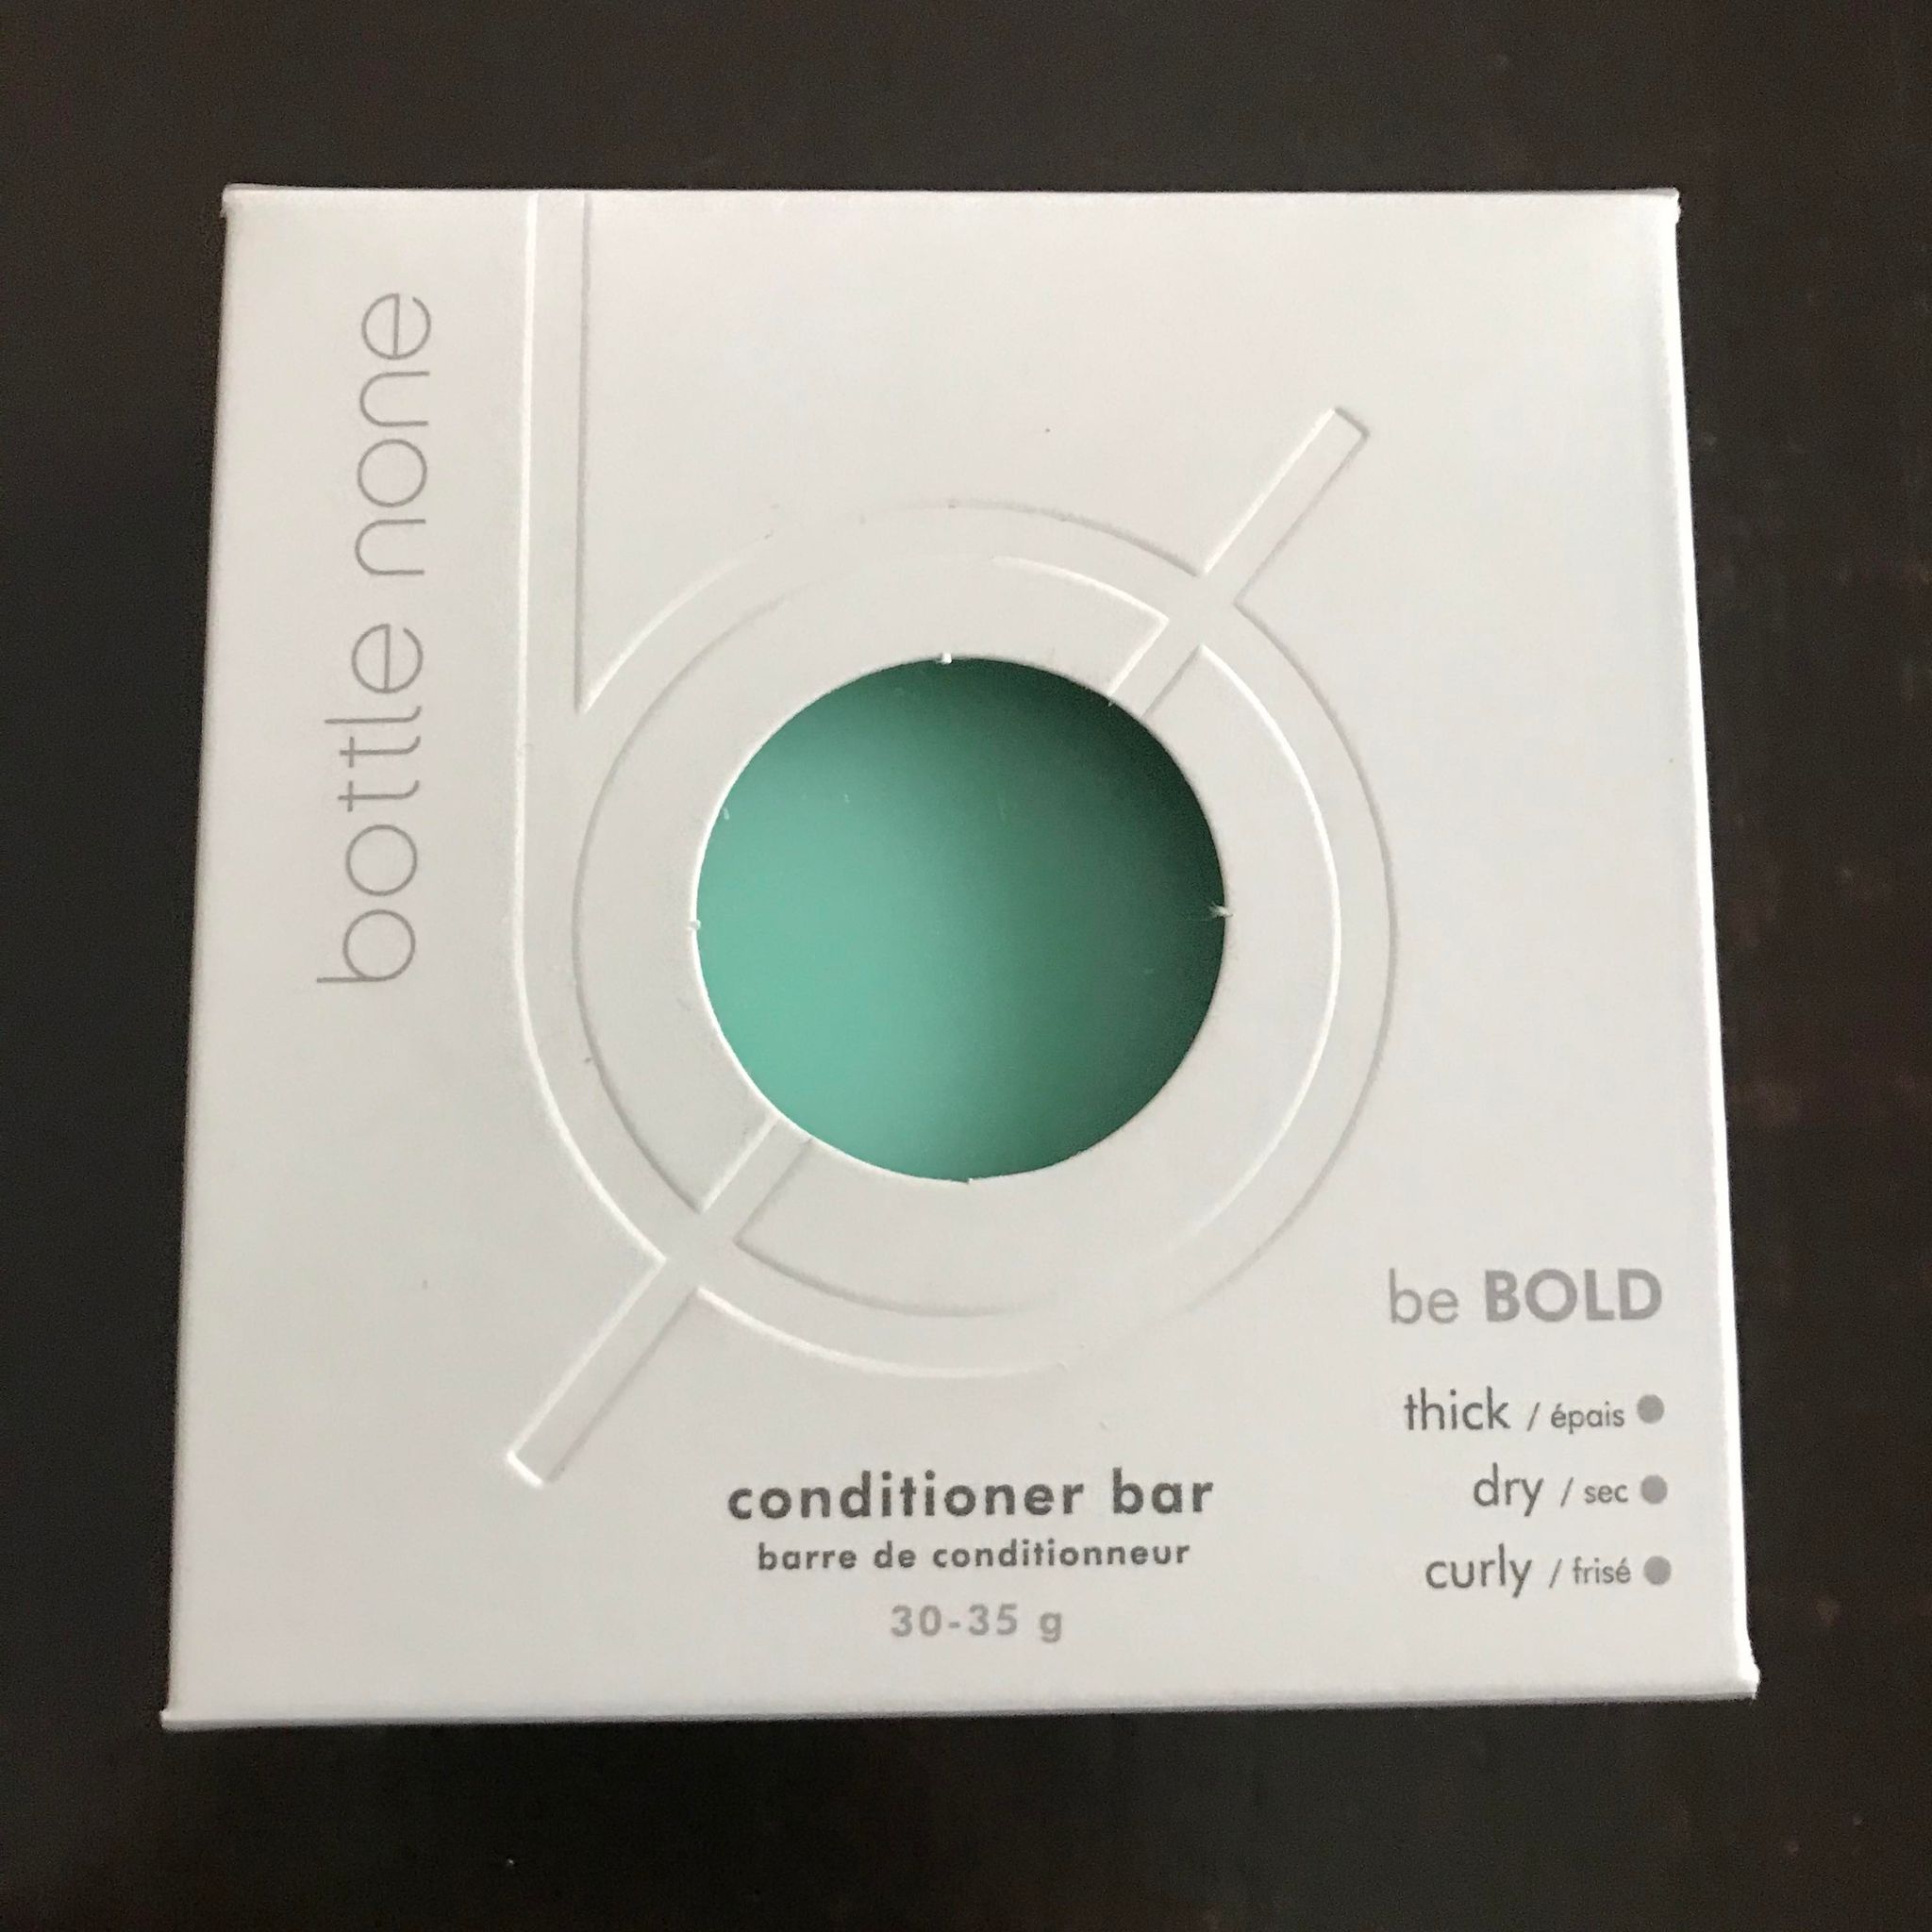 bottle none
be BOLD
thick / épais
dry / sec
curly / frisé
conditioner bar
barre de conditionneur
30-35 g